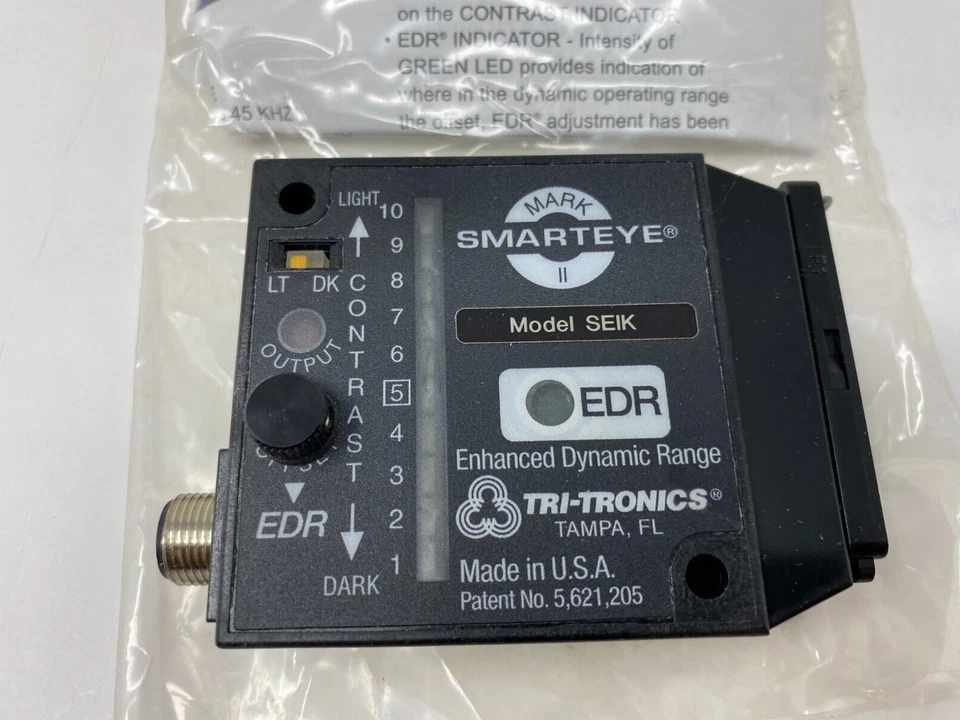 on the CONTRAST INDICATOR
• EDR® INDICATOR - Intensity of
GREEN LED provides indication of
where in the dynamic operating range
the offset, EDR® adjustment has been
45 KHZ
LIGHT
10
9
8
7
6
5
4
3
2
1
LT DK
CONTRAST
OUTPUT
OFFSET
EDR
DARK
MARK
SMARTEYE®
II
Model SEIK
EDR
Enhanced Dynamic Range
TRI-TRONICS®
TAMPA, FL
Made in U.S.A.
Patent No. 5,621,205